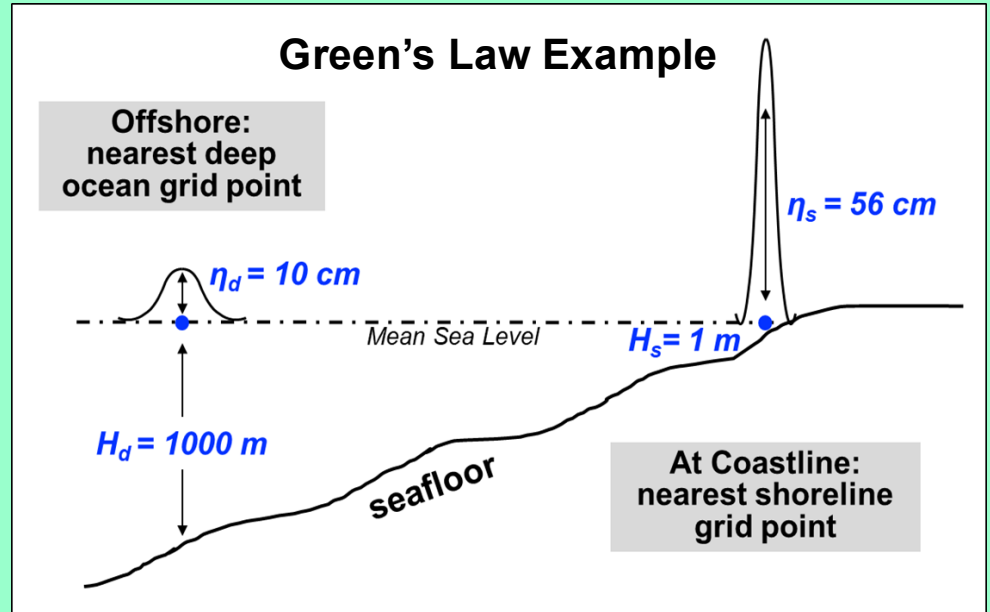 Green’s Law Example
Offshore:
nearest deep
ocean grid point
ηs = 56 cm
ηd = 10 cm
Mean Sea Level
Hs= 1 m
Hd = 1000 m
seafloor
At Coastline:
nearest shoreline
grid point